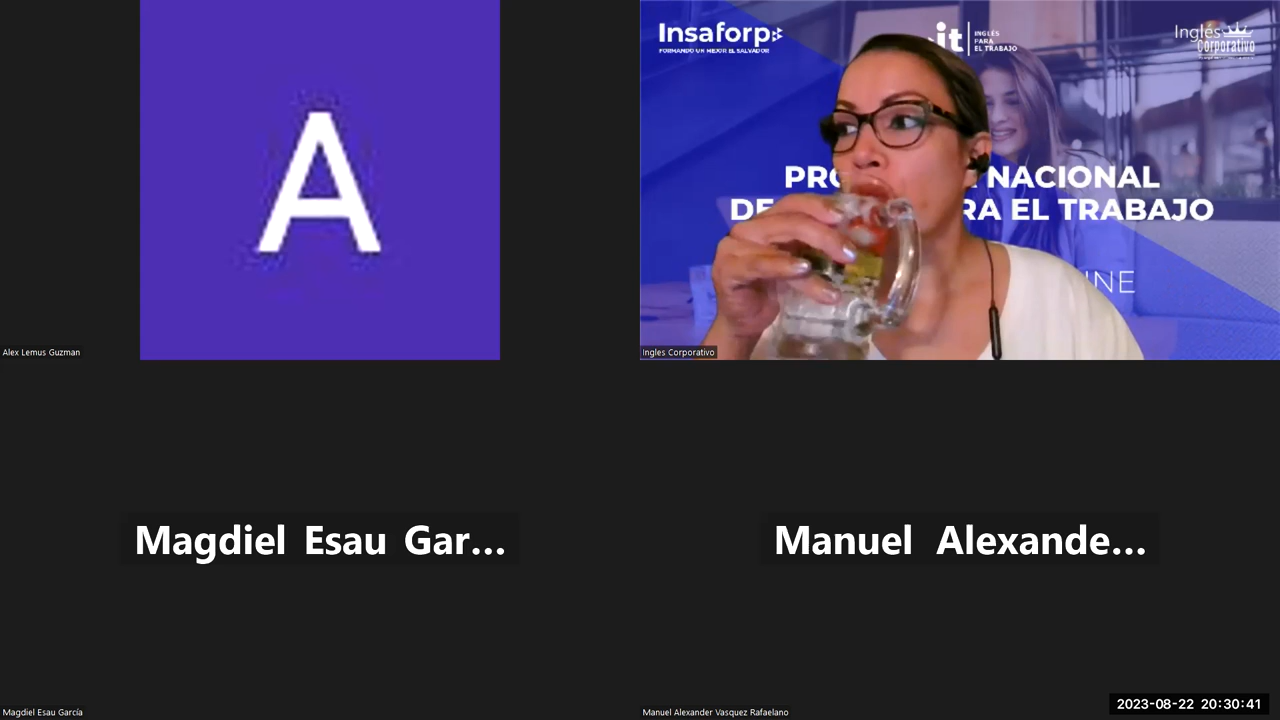 A
Alex Lemus Guzman
Insaforp
FORMANDO UN MEJOR EL SALVADOR
it
INGLÉS
PARA
EL TRABAJO
Inglés
Corporativo
NACIONAL
RA EL TRABAJO
Ingles Corporativo
Magdiel Esau Gar...
Manuel Alexande...
Magdiel Esau García
Manuel Alexander Vasquez Rafaelano
2023-08-22 20:30:41